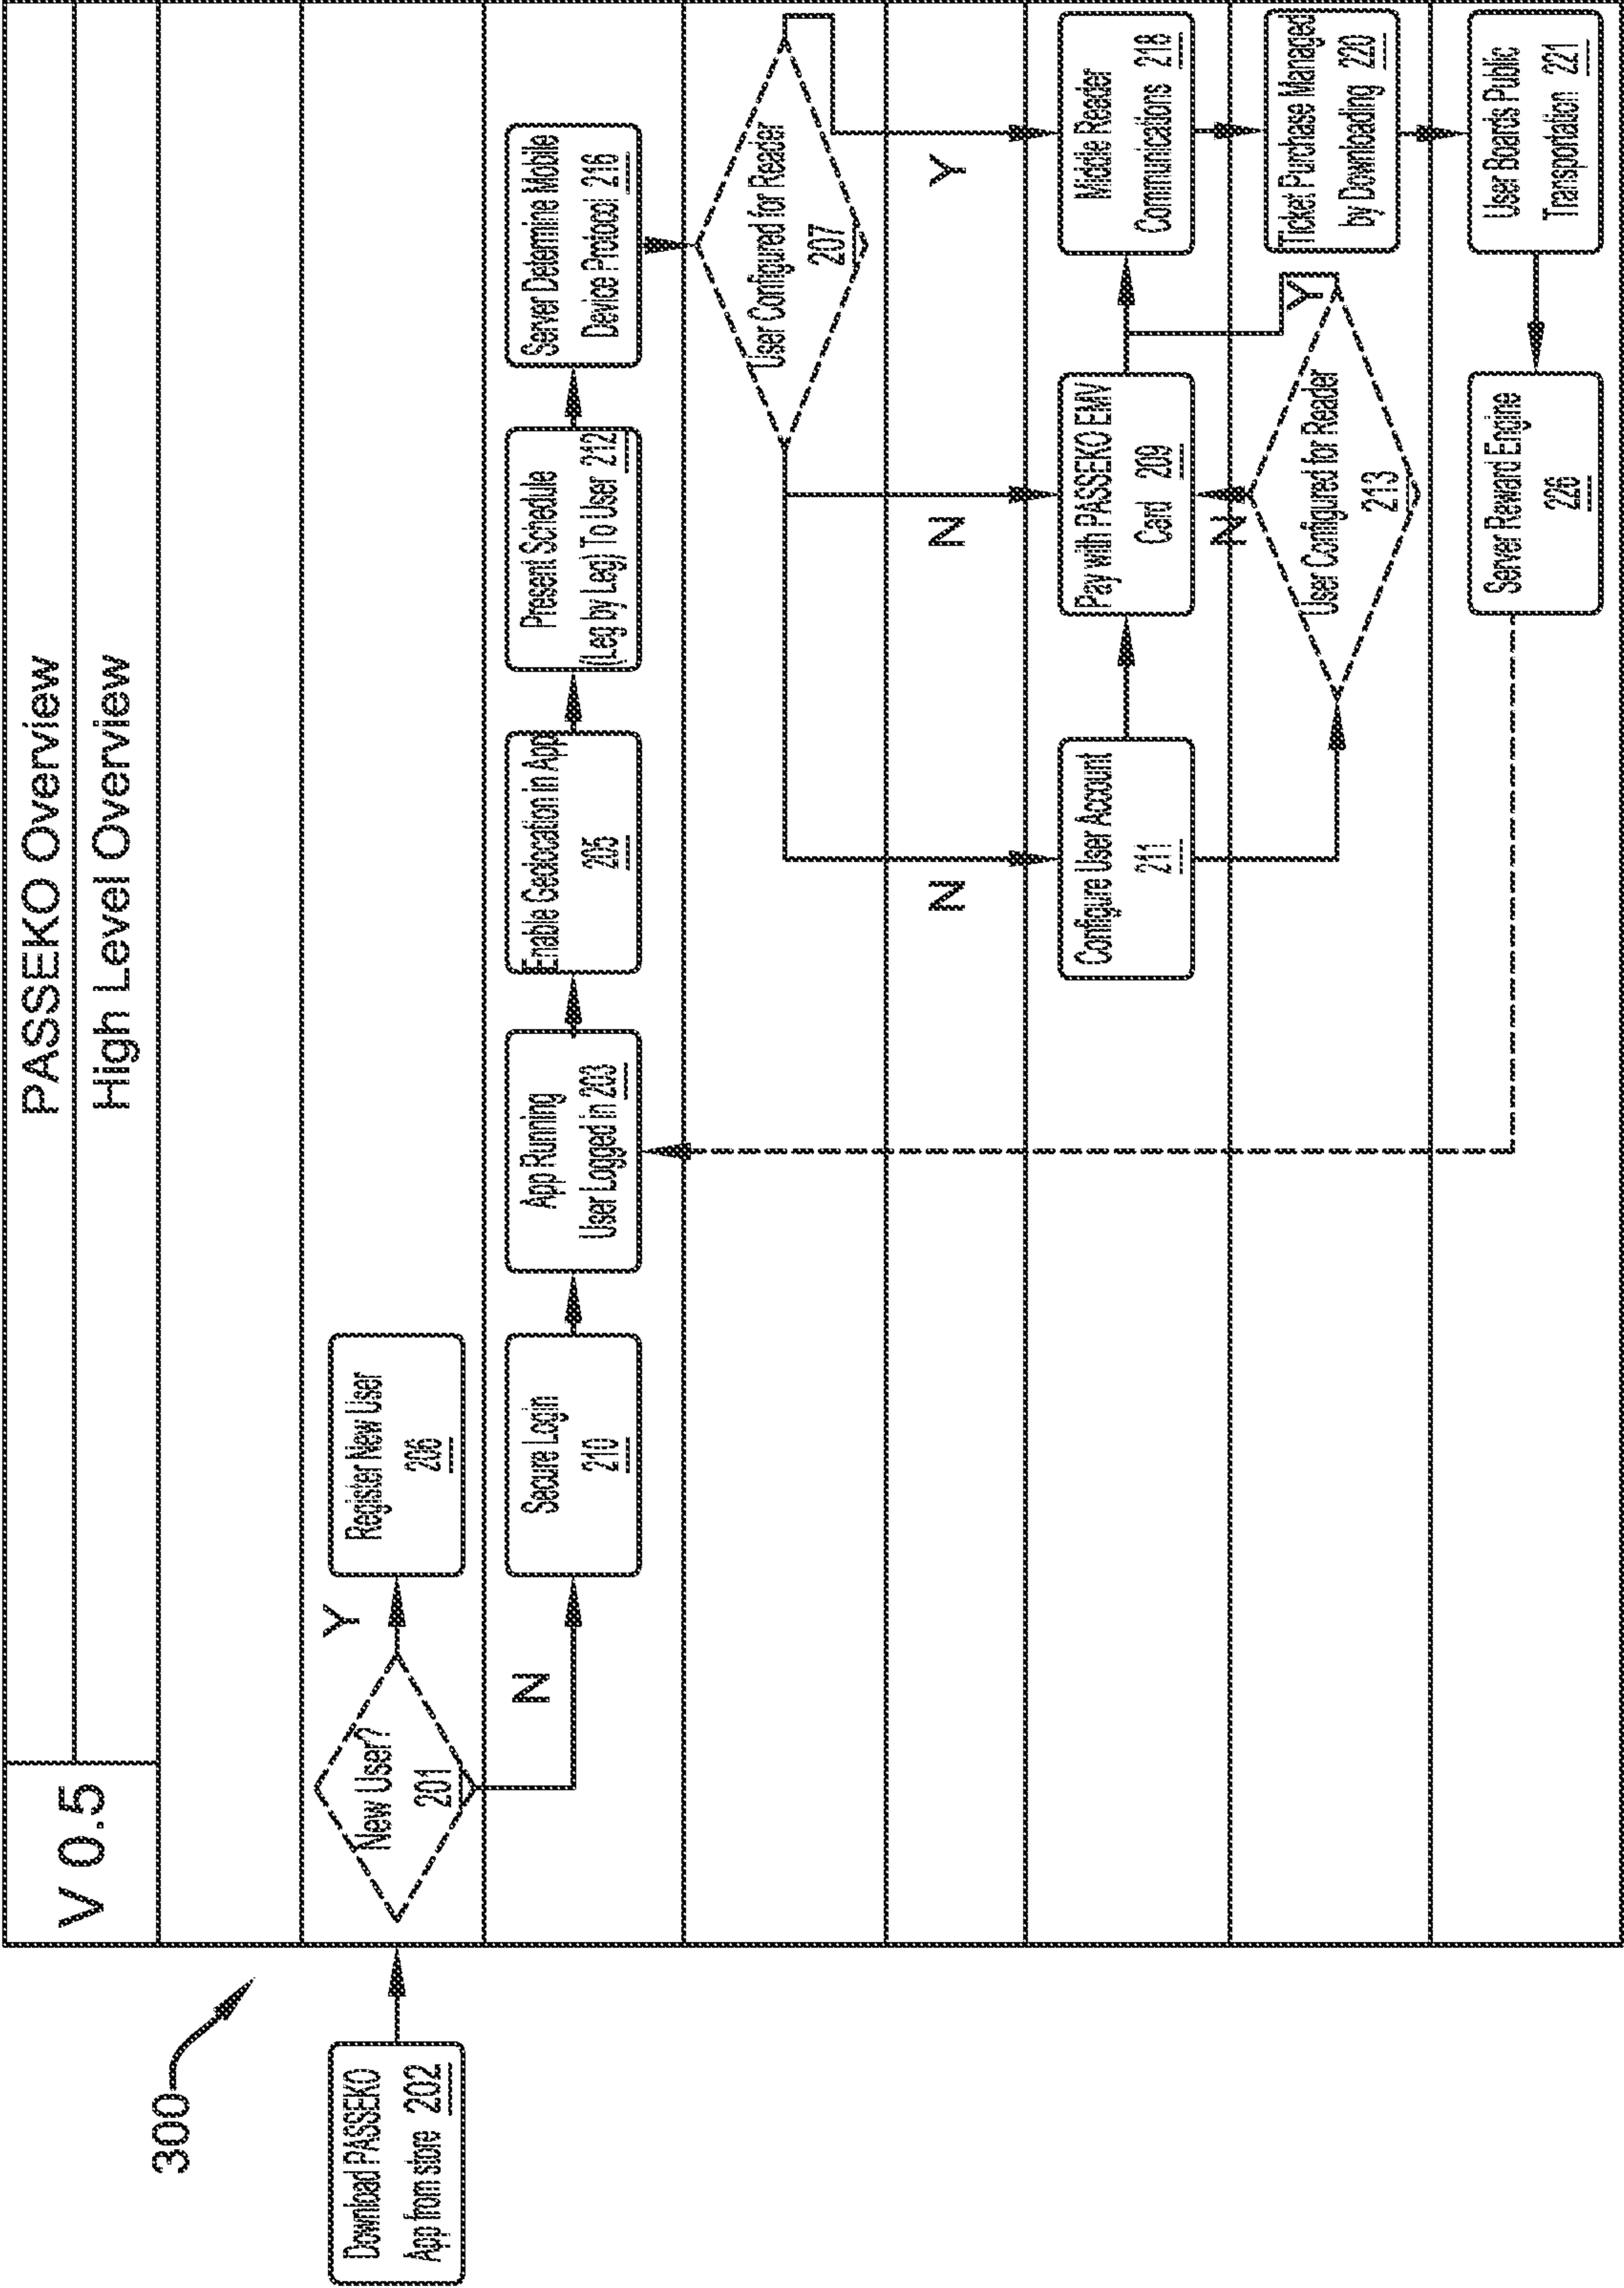 PASSEKO Overview
V 0.5
High Level Overview
300
Download PASSEKO
App from store 202
New User?
201
Y
Register New User
206
N
Secure Login
210
App Running
User Logged in 203
Enable Geolocation in App
205
Present Schedule
(Leg by Leg) To User 212
Server Determine Mobile
Device Protocol 216
User Configured for Reader
207
N
N
Y
Configure User Account
211
Pay with PASSEKO EMV
Card 209
Middle Reader
Communications 218
N
Y
User Configured for Reader
213
Ticket Purchase Managed
by Downloading 220
Server Reward Engine
226
User Boards Public
Transportation 221